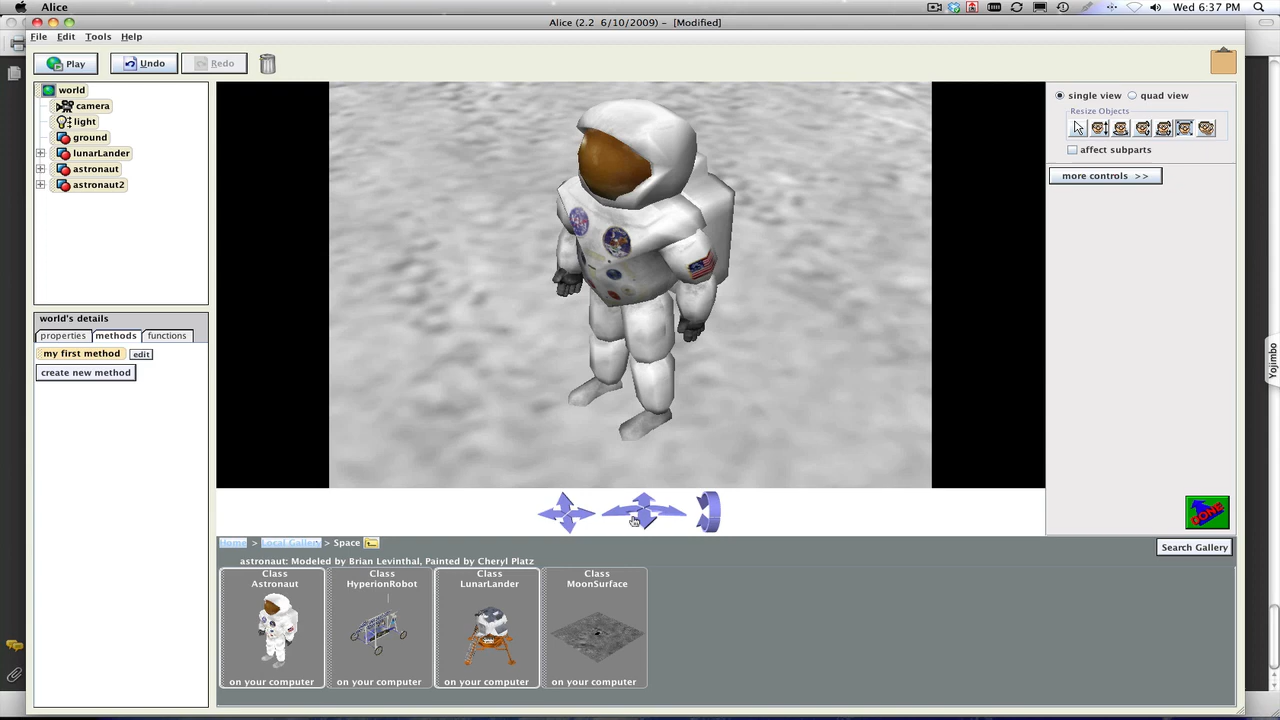 Alice
Wed 6:37 PM
Alice (2.2 6/10/2009) - [Modified]
File Edit Tools Help
Play
Undo
Redo
world
camera
light
ground
lunarLander
astronaut
astronaut2
single view
quad view
Resize Objects
affect subparts
more controls >>
world's details
properties methods functions
my first method edit
create new method
Yojimbo
DONE
Home > Local Gallery > Space
Search Gallery
astronaut: Modeled by Brian Levinthal, Painted by Cheryl Platz
Class
Astronaut
on your computer
Class
HyperionRobot
on your computer
Class
LunarLander
on your computer
Class
MoonSurface
on your computer